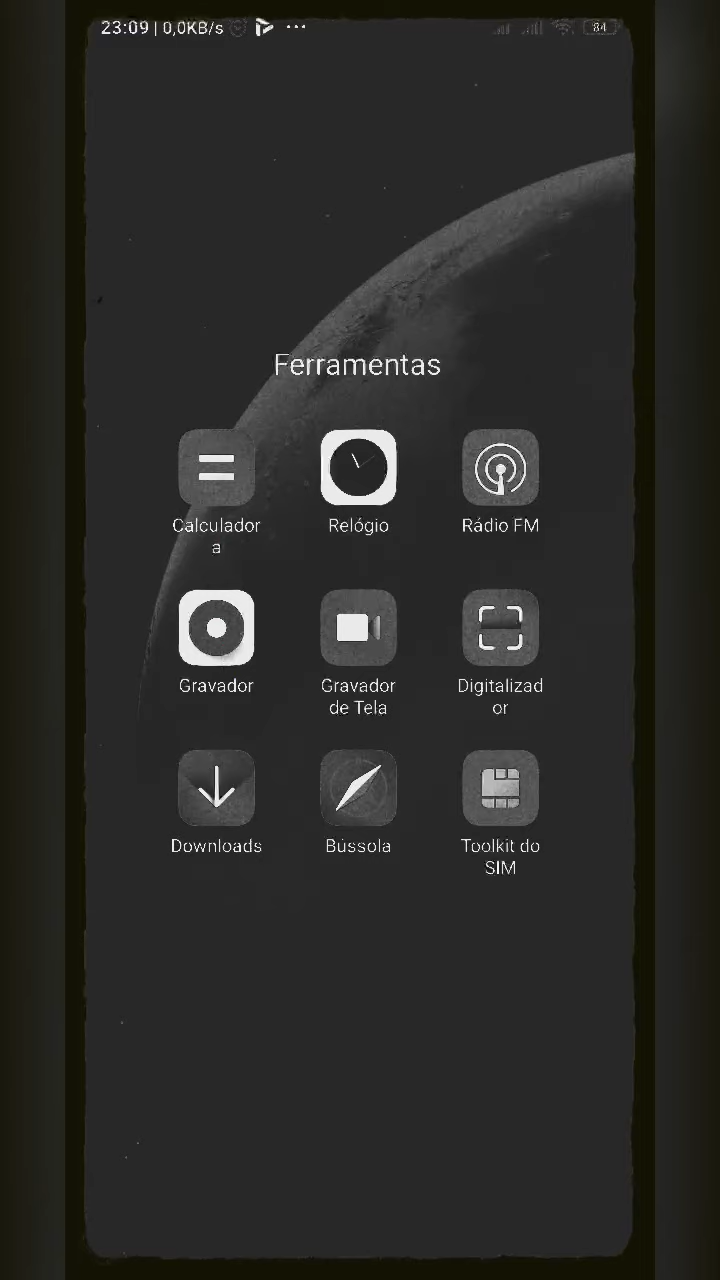 23:09 | 0,0KB/s ... 84
Ferramentas
Calculador
a
Relógio
Rádio FM
Gravador
Gravador
de Tela
Digitalizad
or
Downloads
Bússola
Toolkit do
SIM